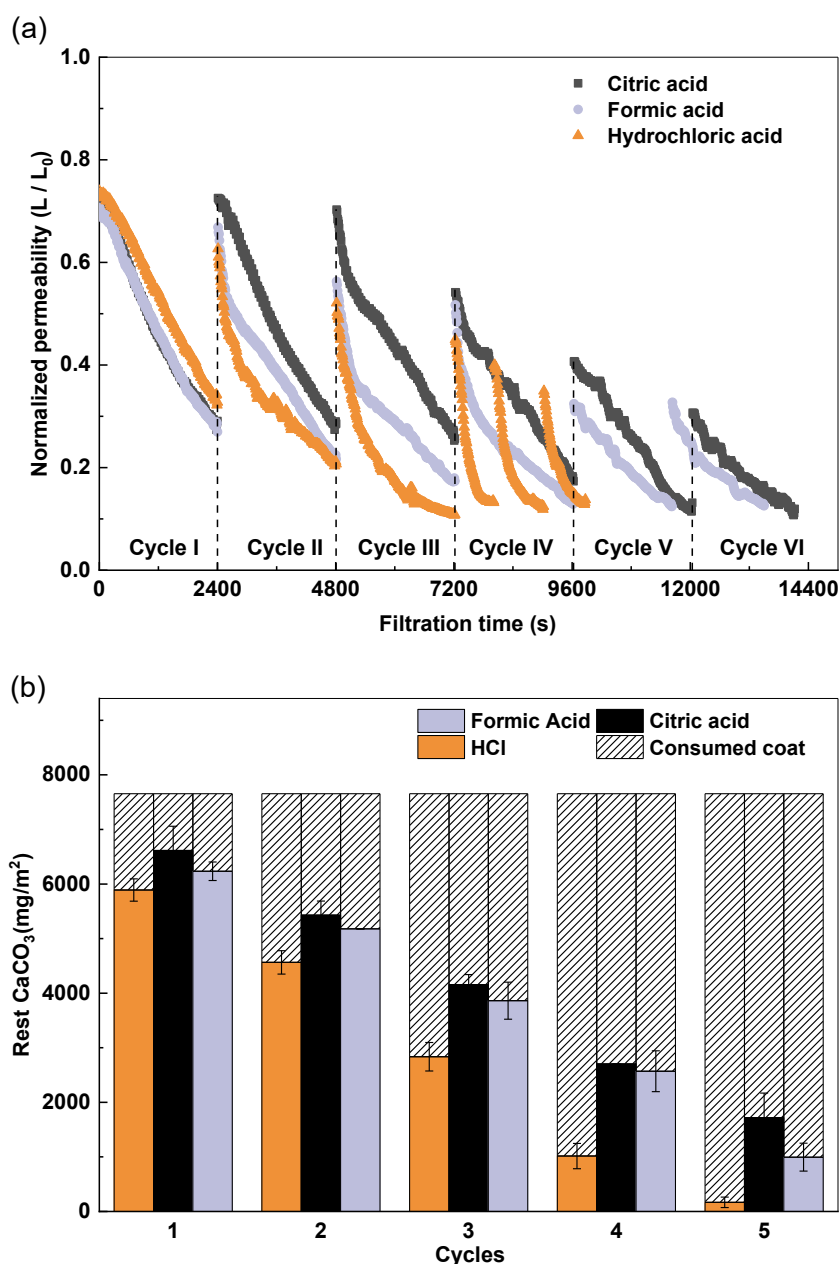 (a)
1.0
0.8
0.6
0.4
0.2
0.0
Normalized permeability (L / L₀)
Citric acid
Formic acid
Hydrochloric acid
Cycle I
Cycle II
Cycle III
Cycle IV
Cycle V
Cycle VI
0 2400 4800 7200 9600 12000 14400
Filtration time (s)
(b)
Formic Acid Citric acid
HCl Consumed coat
8000
6000
4000
2000
0
Rest CaCO₃(mg/m²)
1 2 3 4 5
Cycles